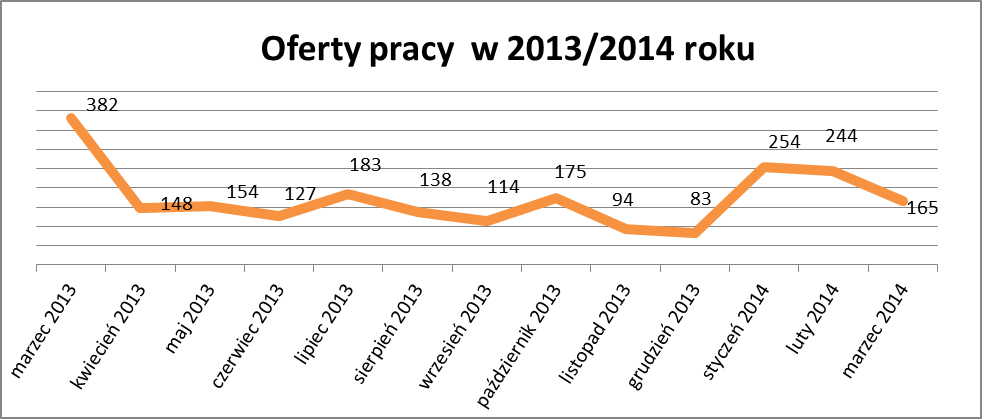 Oferty pracy w 2013/2014 roku
382
148
154
127
183
138
114
175
94
83
254
244
165
marzec 2013
kwiecień 2013
maj 2013
czerwiec 2013
lipiec 2013
sierpień 2013
wrzesień 2013
październik 2013
listopad 2013
grudzień 2013
styczeń 2014
luty 2014
marzec 2014